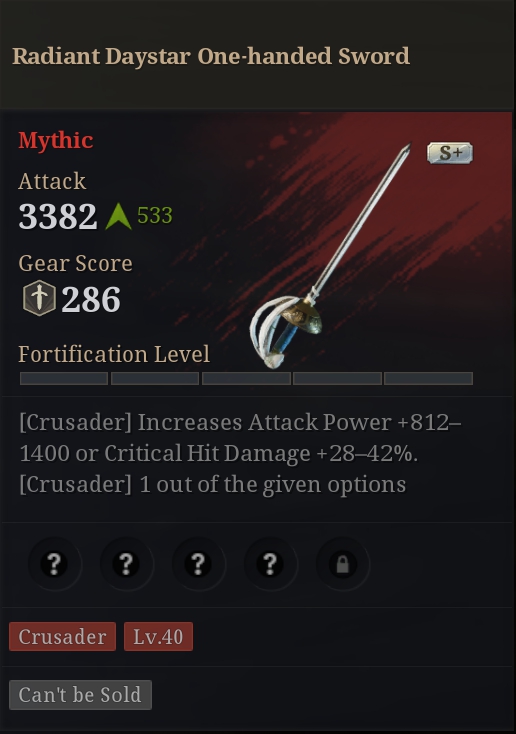 Radiant Daystar One-handed Sword
Mythic
S+
Attack
3382 533
Gear Score
286
Fortification Level
[Crusader] Increases Attack Power +812–
1400 or Critical Hit Damage +28–42%.
[Crusader] 1 out of the given options
? ? ? ?
Crusader Lv.40
Can't be Sold